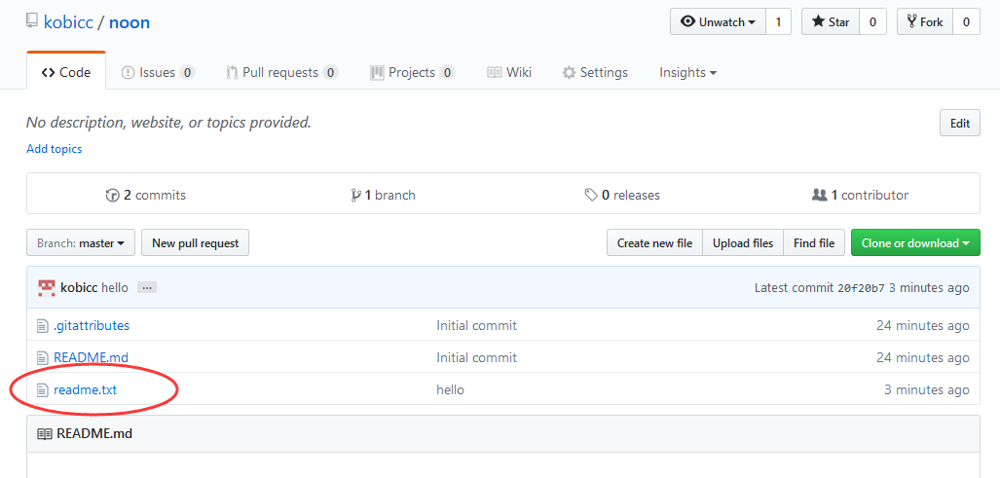 kobicc / noon Unwatch 1 Star 0 Fork 0
Code Issues 0 Pull requests 0 Projects 0 Wiki Settings Insights
No description, website, or topics provided. Edit
Add topics
2 commits 1 branch 0 releases 1 contributor
Branch: master New pull request Create new file Upload files Find file Clone or download
kobicc hello ... Latest commit 20f20b7 3 minutes ago
.gitattributes Initial commit 24 minutes ago
README.md Initial commit 24 minutes ago
readme.txt hello 3 minutes ago
README.md